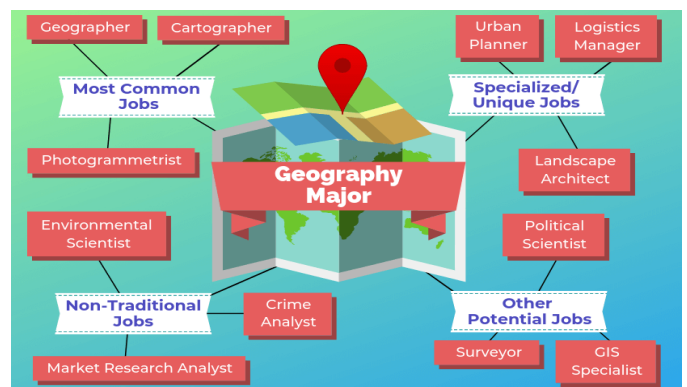 Geographer
Cartographer
Most Common
Jobs
Photogrammetrist
Urban
Planner
Logistics
Manager
Specialized/
Unique Jobs
Landscape
Architect
Geography
Major
Environmental
Scientist
Non-Traditional
Jobs
Crime
Analyst
Market Research Analyst
Political
Scientist
Other
Potential Jobs
Surveyor
GIS
Specialist